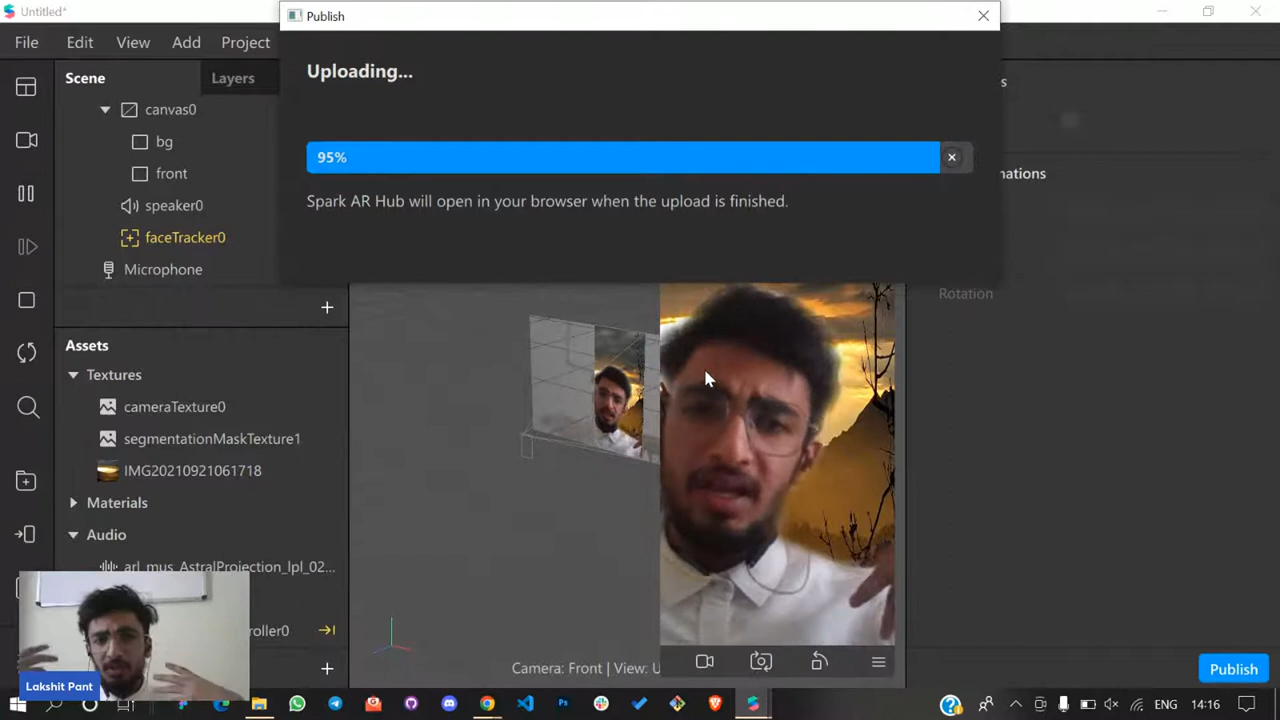 Untitled*
Publish
File Edit View Add Project
Uploading...
95%
Spark AR Hub will open in your browser when the upload is finished.
Scene Layers
canvas0
bg
front
speaker0
faceTracker0
Microphone
Rotation
Assets
Textures
cameraTexture0
segmentationMaskTexture1
IMG20210921061718
Materials
Audio
arl_mus_AstralProjection_lpl_02...
Camera: Front | View: U
Publish
Lakshit Pant
ENG 14:16